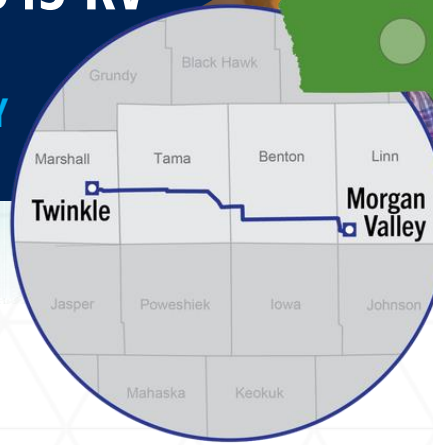 Grundy
Black Hawk
Marshall
Tama
Benton
Linn
Twinkle
Morgan
Valley
Jasper
Poweshiek
Iowa
Johnson
Mahaska
Keokuk